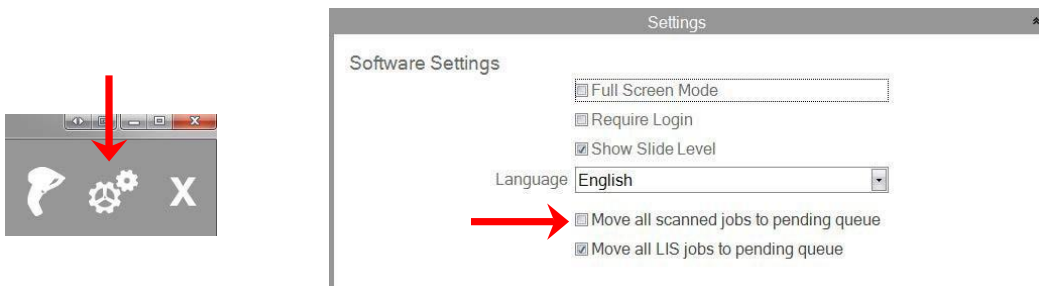 X
Settings
Software Settings
Full Screen Mode
Require Login
Show Slide Level
Language English
Move all scanned jobs to pending queue
Move all LIS jobs to pending queue